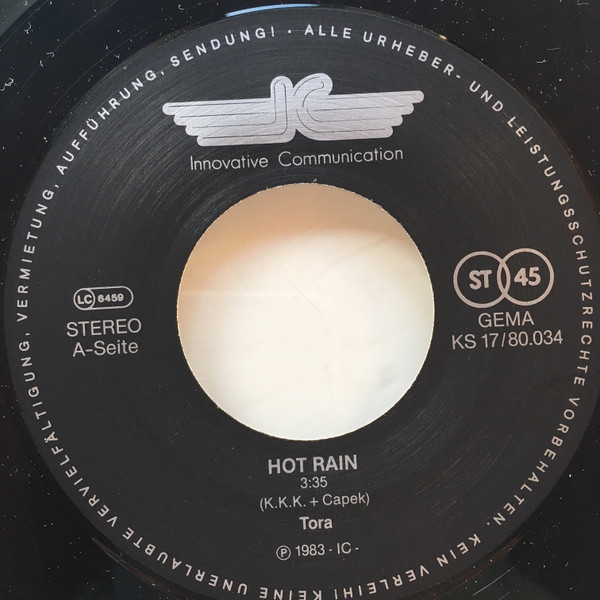 ALLE URHEBER- UND LEISTUNGSSCHUTZRECHTE VORBEHALTEN. KEIN VERLEIH! KEINE UNERLAUBTE VERVIELFÄLTIGUNG, VERMIETUNG, AUFFÜHRUNG, SENDUNG! ·
IC
Innovative Communication
LC 6459
STEREO
A-Seite
ST 45
GEMA
KS 17/80.034
HOT RAIN
3:35
(K.K.K. + Capek)
Tora
Ⓟ 1983 - IC -